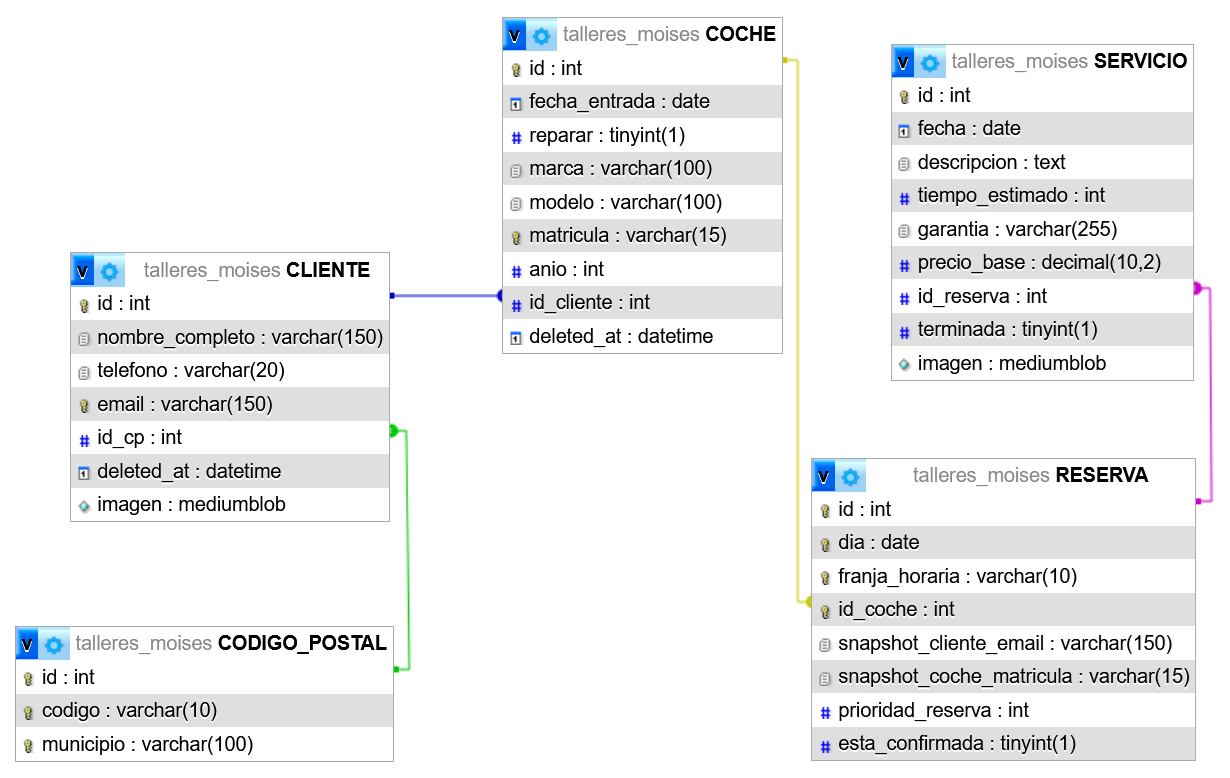 v talleres_moises COCHE
id : int
fecha_entrada : date
reparar : tinyint(1)
marca : varchar(100)
modelo : varchar(100)
matricula : varchar(15)
anio : int
id_cliente : int
deleted_at : datetime
v talleres_moises SERVICIO
id : int
fecha : date
descripcion : text
tiempo_estimado : int
garantia : varchar(255)
precio_base : decimal(10,2)
id_reserva : int
terminada : tinyint(1)
imagen : mediumblob
v talleres_moises CLIENTE
id : int
nombre_completo : varchar(150)
telefono : varchar(20)
email : varchar(150)
id_cp : int
deleted_at : datetime
imagen : mediumblob
v talleres_moises RESERVA
id : int
dia : date
franja_horaria : varchar(10)
id_coche : int
snapshot_cliente_email : varchar(150)
snapshot_coche_matricula : varchar(15)
prioridad_reserva : int
esta_confirmada : tinyint(1)
v talleres_moises CODIGO_POSTAL
id : int
codigo : varchar(10)
municipio : varchar(100)